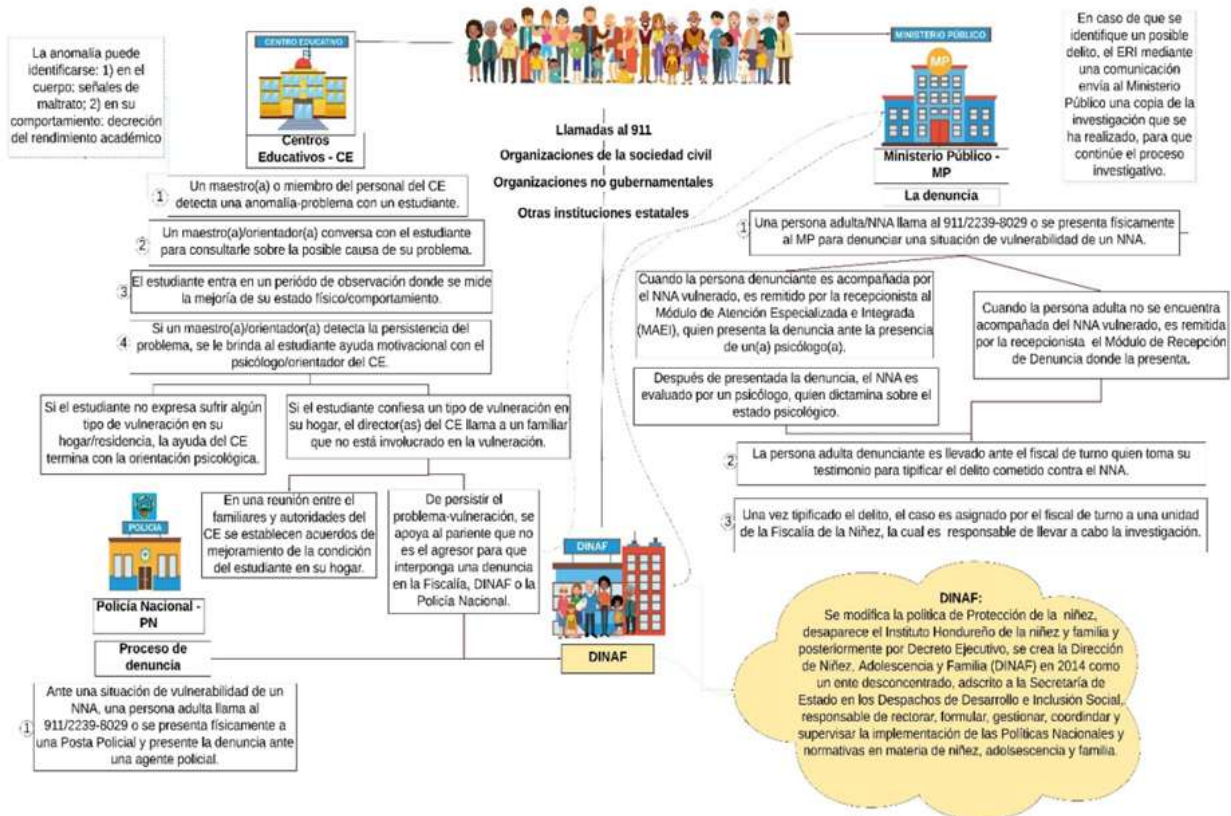 La anomalía puede
identificarse: 1) en el
cuerpo: señales de
maltrato; 2) en su
comportamiento: decreción
del rendimiento académico
CENTRO EDUCATIVO
Centros
Educativos - CE
1
Un maestro(a) o miembro del personal del CE
detecta una anomalía-problema con un estudiante.
2
Un maestro(a)/orientador(a) conversa con el estudiante
para consultarle sobre la posible causa de su problema.
3
El estudiante entra en un periódo de observación donde se mide
la mejoría de su estado físico/comportamiento.
4
Si un maestro(a)/orientador(a) detecta la persistencia del
problema, se le brinda al estudiante ayuda motivacional con el
psicólogo/orientador del CE.
Si el estudiante no expresa sufrir algún
tipo de vulneración en su
hogar/residencia, la ayuda del CE
termina con la orientación psicológica.
Si el estudiante confiesa un tipo de vulneración en
su hogar, el director(as) del CE llama a un familiar
que no está involucrado en la vulneración.
En una reunión entre el
familiares y autoridades del
CE se establecen acuerdos de
mejoramiento de la condición
del estudiante en su hogar.
De persistir el
problema-vulneración, se
apoya al pariente que no
es el agresor para que
interponga una denuncia
en la Fiscalía, DINAF o la
Policía Nacional.
POLICÍA
Policía Nacional -
PN
Proceso de
denuncia
1
Ante una situación de vulnerabilidad de un
NNA, una persona adulta llama al
911/2239-8029 o se presenta físicamente a
una Posta Policial y presente la denuncia ante
una agente policial.
Llamadas al 911
Organizaciones de la sociedad civil
Organizaciones no gubernamentales
Otras instituciones estatales
DINAF
DINAF
MINISTERIO PÚBLICO
MP
Ministerio Público -
MP
La denuncia
En caso de que se
identifique un posible
delito, el ERI mediante
una comunicación
envía al Ministerio
Público una copia de la
investigación que se
ha realizado, para que
continúe el proceso
investigativo.
1
Una persona adulta/NNA llama al 911/2239-8029 o se presenta físicamente
al MP para denunciar una situación de vulnerabilidad de un NNA.
Cuando la persona denunciante es acompañada por
el NNA vulnerado, es remitido por la recepcionista al
Módulo de Atención Especializada e Integrada
(MAEI), quien presenta la denuncia ante la presencia
de un(a) psicólogo(a).
Cuando la persona adulta no se encuentra
acompañada del NNA vulnerado, es remitida
por la recepcionista el Módulo de Recepción
de Denuncia donde la presenta.
Después de presentada la denuncia, el NNA es
evaluado por un psicólogo, quien dictamina sobre el
estado psicológico.
2
La persona adulta denunciante es llevado ante el fiscal de turno quien toma su
testimonio para tipificar el delito cometido contra el NNA.
3
Una vez tipificado el delito, el caso es asignado por el fiscal de turno a una unidad
de la Fiscalía de la Niñez, la cual es responsable de llevar a cabo la investigación.
DINAF:
Se modifica la política de Protección de la niñez,
desaparece el Instituto Hondureño de la niñez y familia y
posteriormente por Decreto Ejecutivo, se crea la Dirección
de Niñez, Adolescencia y Familia (DINAF) en 2014 como
un ente desconcentrado, adscrito a la Secretaría de
Estado en los Despachos de Desarrollo e Inclusión Social,
responsable de rectorar, formular, gestionar, coordindar y
supervisar la implementación de las Políticas Nacionales y
normativas en materia de niñez, adolsescencia y familia.